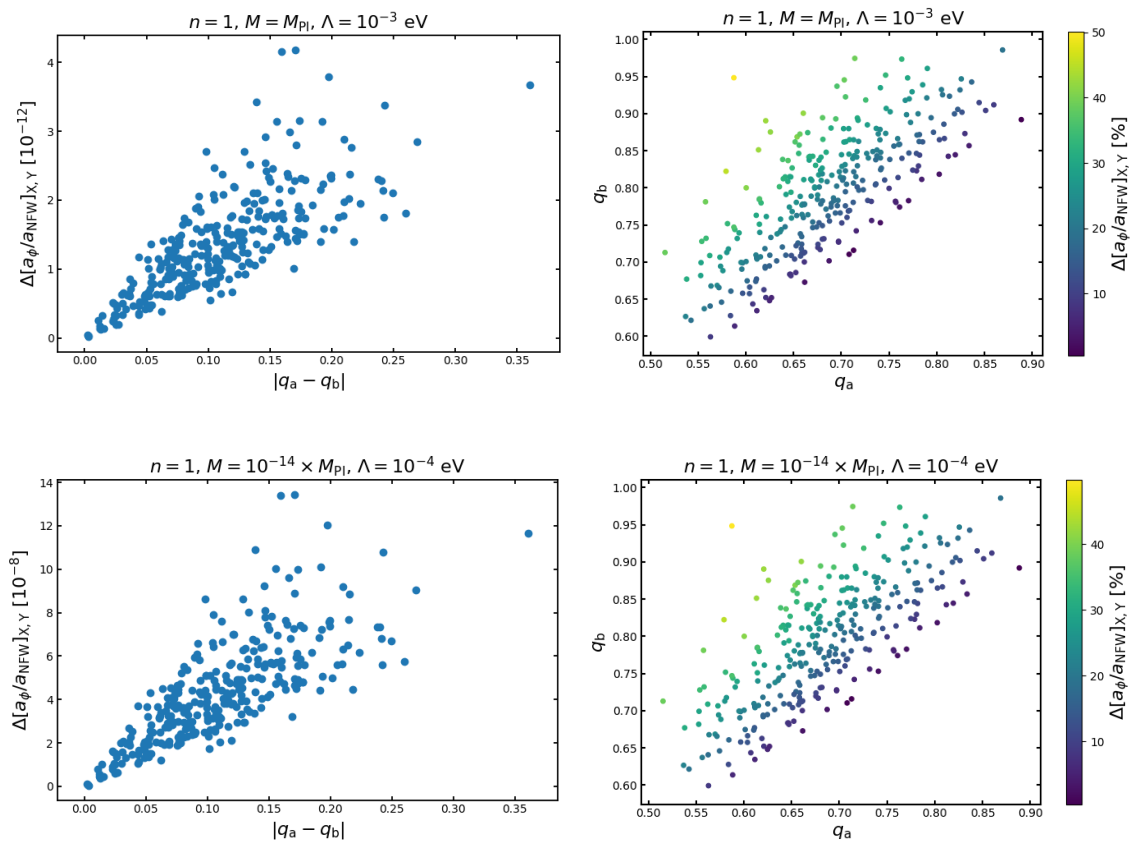 n = 1, M = M_PI, Λ = 10⁻³ eV
Δ[a_ϕ/a_NFW]_X,Y [10⁻¹²]
4
3
2
1
0
0.00 0.05 0.10 0.15 0.20 0.25 0.30 0.35
|q_a − q_b|
n = 1, M = M_PI, Λ = 10⁻³ eV
q_b
1.00
0.95
0.90
0.85
0.80
0.75
0.70
0.65
0.60
0.50 0.55 0.60 0.65 0.70 0.75 0.80 0.85 0.90
q_a
50
40
30
20
10
Δ[a_ϕ/a_NFW]_X,Y [%]
n = 1, M = 10⁻¹⁴ × M_PI, Λ = 10⁻⁴ eV
Δ[a_ϕ/a_NFW]_X,Y [10⁻⁸]
14
12
10
8
6
4
2
0
0.00 0.05 0.10 0.15 0.20 0.25 0.30 0.35
|q_a − q_b|
n = 1, M = 10⁻¹⁴ × M_PI, Λ = 10⁻⁴ eV
q_b
1.00
0.95
0.90
0.85
0.80
0.75
0.70
0.65
0.60
0.50 0.55 0.60 0.65 0.70 0.75 0.80 0.85 0.90
q_a
40
30
20
10
Δ[a_ϕ/a_NFW]_X,Y [%]